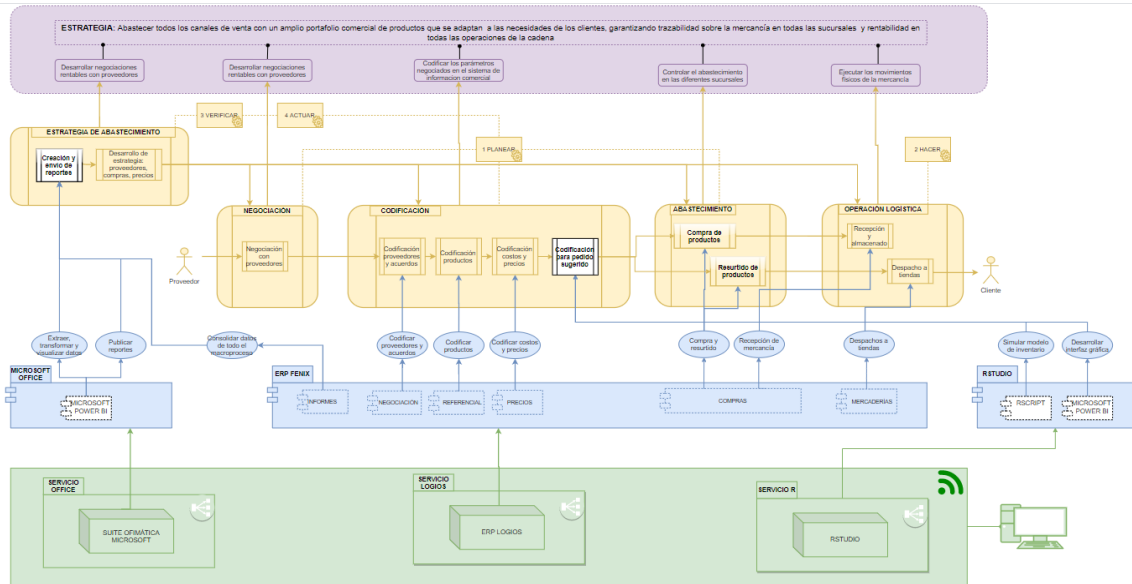 ESTRATEGIA: Abastecer todos los canales de venta con un amplio portafolio comercial de productos que se adaptan a las necesidades de los clientes, garantizando trazabilidad sobre la mercancía en todas las sucursales y rentabilidad en
todas las operaciones de la cadena
Desarrollar negociaciones
rentables con proveedores
Desarrollar negociaciones
rentables con proveedores
Codificar los parámetros
negociados en el sistema de
informacion comercial
Controlar el abastecimiento
en las diferentes sucursales
Ejecutar los movimientos
físicos de la mercancía
3 VERIFICAR
4 ACTUAR
1 PLANEAR
2 HACER
ESTRATEGIA DE ABASTECIMIENTO
Creación y
envio de
reportes
Desarrollo de
estrategia:
proveedores,
compras, precios
NEGOCIACIÓN
CODIFICACIÓN
ABASTECIMIENTO
OPERACIÓN LOGÍSTICA
Proveedor
Negociación
con
proveedores
Codificación
proveedores
y acuerdos
Codificación
productos
Codificación
costos y
precios
Codificación
para pedido
sugerido
Compra de
productos
Resurtido de
productos
Recepción
y
almacenado
Despacho a
tiendas
Cliente
Extraer,
transformar y
visualizar datos
Publicar
reportes
Consolidar datos
de todo el
macroproceso
Codificar
proveedores y
acuerdos
Codificar
productos
Codificar costos
y precios
Compra y
resurtido
Recepción de
mercancía
Despachos a
tiendas
Simular modelo
de inventario
Desarrollar
interfaz gráfica
MICROSOFT
OFFICE
MICROSOFT
POWER BI
ERP FENIX
INFORMES
NEGOCIACIÓN
REFERENCIAL
PRECIOS
COMPRAS
MERCADERÍAS
RSTUDIO
RSCRIPT
MICROSOFT
POWER BI
SERVICIO
OFFICE
SUITE OFIMÁTICA
MICROSOFT
SERVICIO
LOGIOS
ERP LOGIOS
SERVICIO R
RSTUDIO